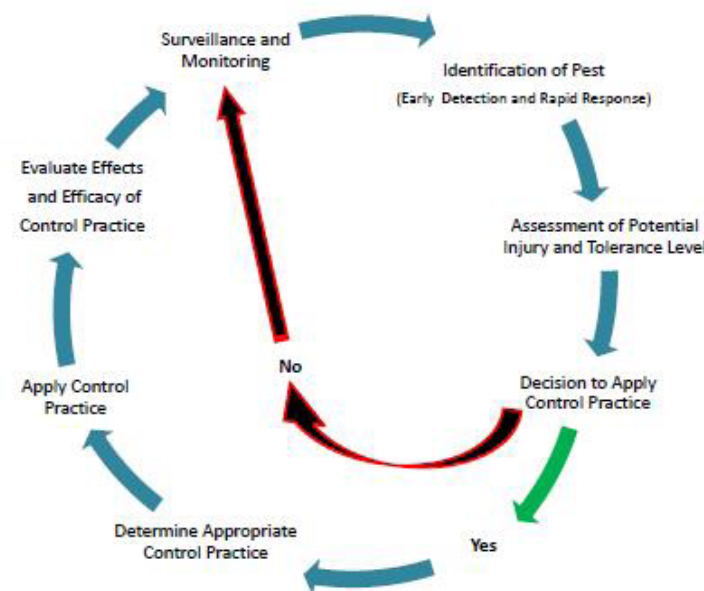 Surveillance and
Monitoring
Identification of Pest
(Early Detection and Rapid Response)
Assessment of Potential
Injury and Tolerance Level
Decision to Apply
Control Practice
No
Yes
Determine Appropriate
Control Practice
Apply Control
Practice
Evaluate Effects
and Efficacy of
Control Practice